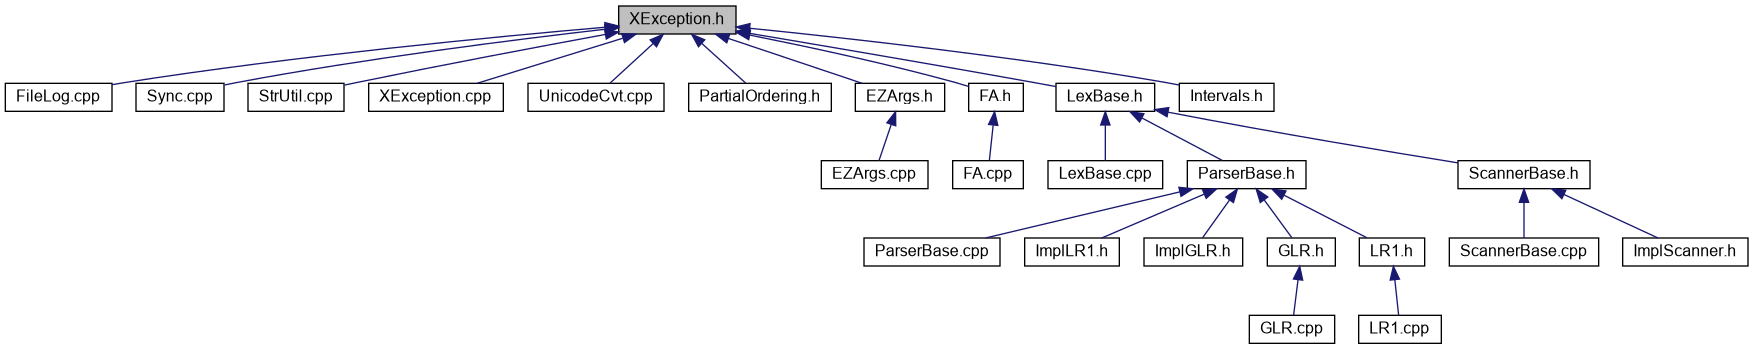 XException.h
FileLog.cpp
Sync.cpp
StrUtil.cpp
XException.cpp
UnicodeCvt.cpp
PartialOrdering.h
EZArgs.h
FA.h
LexBase.h
Intervals.h
EZArgs.cpp
FA.cpp
LexBase.cpp
ParserBase.h
ScannerBase.h
ParserBase.cpp
ImplLR1.h
ImplGLR.h
GLR.h
LR1.h
ScannerBase.cpp
ImplScanner.h
GLR.cpp
LR1.cpp